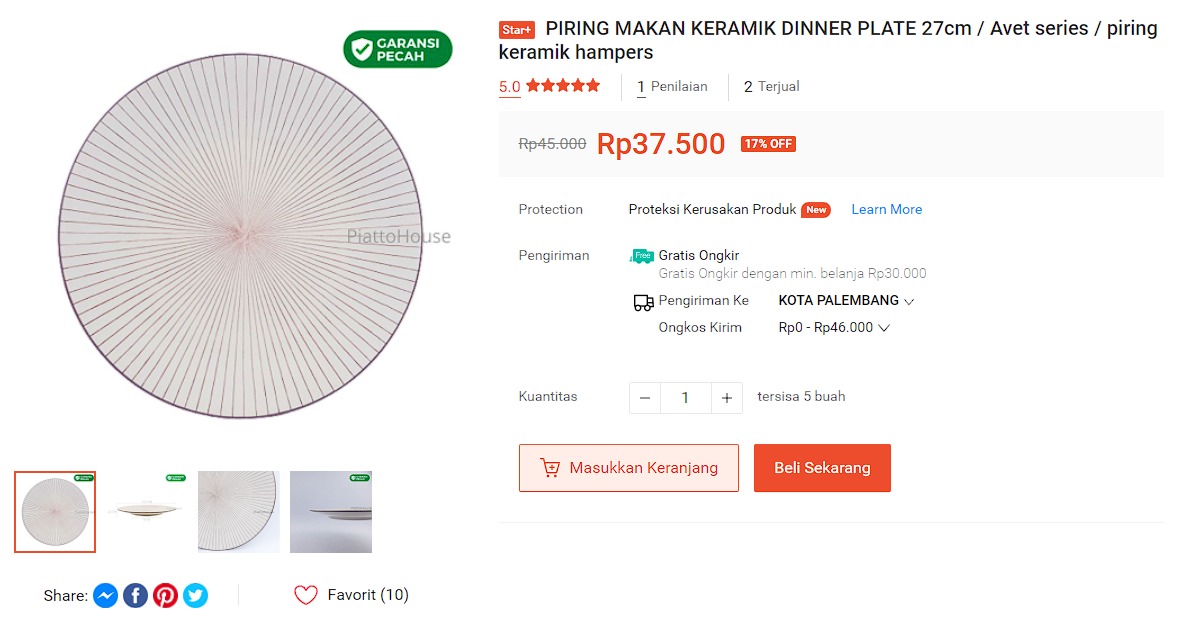 GARANSI
PECAH
PiattoHouse
Share:
Favorit (10)
Star+ PIRING MAKAN KERAMIK DINNER PLATE 27cm / Avet series / piring
keramik hampers
5.0 1 Penilaian 2 Terjual
Rp45.000 Rp37.500 17% OFF
Protection Proteksi Kerusakan Produk New Learn More
Pengiriman Free Gratis Ongkir
Gratis Ongkir dengan min. belanja Rp30.000
Pengiriman Ke KOTA PALEMBANG
Ongkos Kirim Rp0 - Rp46.000
Kuantitas 1 tersisa 5 buah
Masukkan Keranjang Beli Sekarang